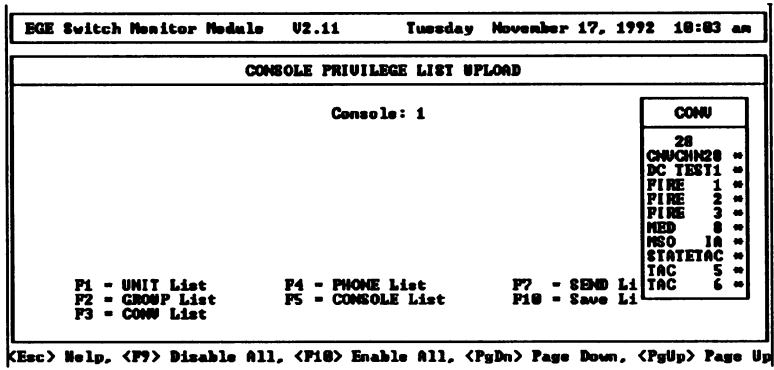 EGE Switch Monitor Module V2.11 Tuesday November 17, 1992 10:03 am
CONSOLE PRIVILEGE LIST UPLOAD
Console: 1
CONV
28
CNVCHN28 *
DC TEST1 *
FIRE 1 *
FIRE 2 *
FIRE 3 *
MED 8 *
MSO IA *
STATETAC *
TAC 5 *
TAC 6 *
F1 - UNIT List F4 - PHONE List F7 - SEND Li
F2 - GROUP List F5 - CONSOLE List F10 - Save Li
F3 - CONV List
<Esc> Help, <F9> Disable All, <F10> Enable All, <PgDn> Page Down, <PgUp> Page Up